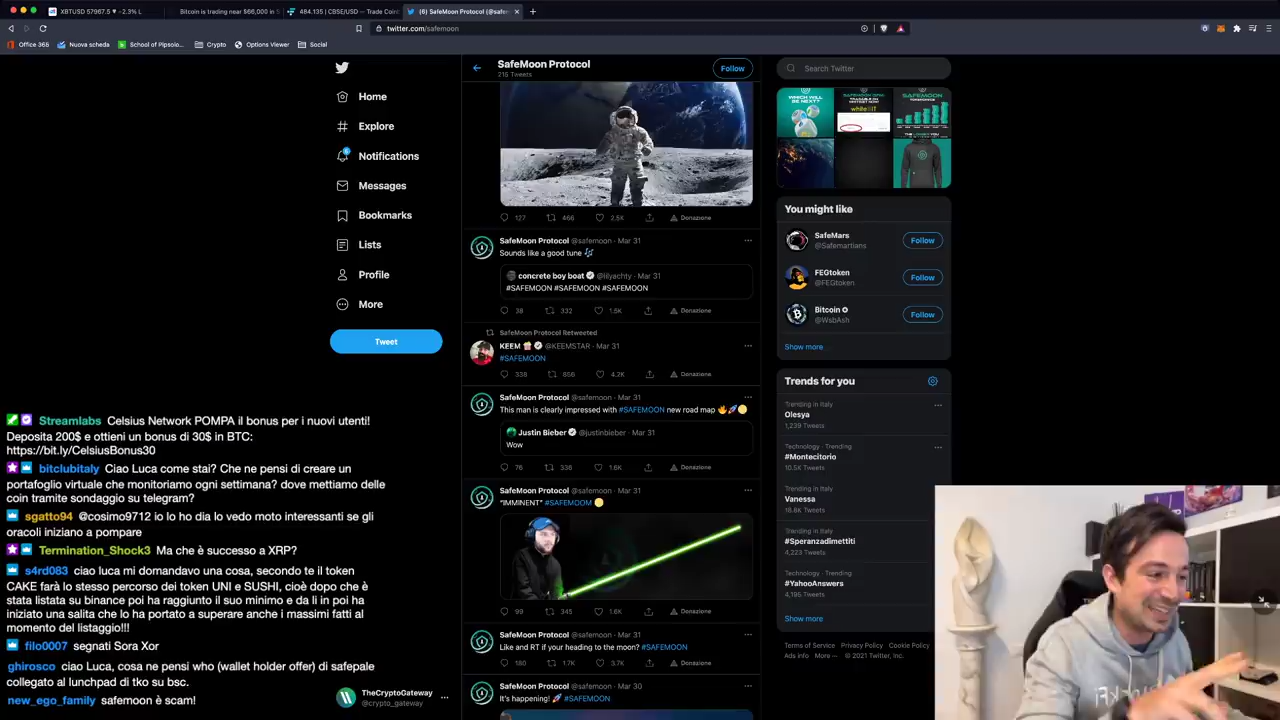 XBTUSD 57967.5 ▾ −2.3% L
Bitcoin is trading near $66,000 in S
484.135 | CBSE/USD — Trade Coin
(6) SafeMoon Protocol (@safem
twitter.com/safemoon
Office 365
Nuova scheda
School of Pipsolo...
Crypto
Options Viewer
Social
Home
Explore
Notifications
Messages
Bookmarks
Lists
Profile
More
Tweet
SafeMoon Protocol
215 Tweets
Follow
127 466 2.5K Donazione
SafeMoon Protocol @safemoon · Mar 31
Sounds like a good tune 🎶
concrete boy boat @lilyachty · Mar 31
#SAFEMOON #SAFEMOON #SAFEMOON
38 332 1.5K Donazione
SafeMoon Protocol Retweeted
KEEM 🍿 @KEEMSTAR · Mar 31
#SAFEMOON
338 856 4.2K Donazione
SafeMoon Protocol @safemoon · Mar 31
This man is clearly impressed with #SAFEMOON new road map 🔥🚀🌕
Justin Bieber @justinbieber · Mar 31
Wow
76 336 1.6K Donazione
SafeMoon Protocol @safemoon · Mar 31
"IMMINENT" #SAFEMOOM 🌕
99 345 1.6K Donazione
SafeMoon Protocol @safemoon · Mar 31
Like and RT if your heading to the moon? #SAFEMOON
180 1.7K 3.7K Donazione
SafeMoon Protocol @safemoon · Mar 30
It's happening! 🚀 #SAFEMOON
Search Twitter
WHICH WILL
BE NEXT?
whilelif
SAFEMOON
You might like
SafeMars
@Safemartians
Follow
FEGtoken
@FEGtoken
Follow
Bitcoin
@WsbAsh
Follow
Show more
Trends for you
Trending in Italy
Olesya
1,239 Tweets
Technology · Trending
#Montecitorio
10.5K Tweets
Trending in Italy
Vanessa
18.6K Tweets
Trending in Italy
#Speranzadimettiti
4,223 Tweets
Technology · Trending
#YahooAnswers
4,195 Tweets
Show more
Terms of Service Privacy Policy Cookie Policy
Ads info More ··· © 2021 Twitter, Inc.
Streamlabs Celsius Network POMPA il bonus per i nuovi utenti!
Deposita 200$ e ottieni un bonus di 30$ in BTC:
https://bit.ly/CelsiusBonus30
bitclubitaly Ciao Luca come stai? Che ne pensi di creare un
portafoglio virtuale che monitoriamo ogni settimana? dove mettiamo delle
coin tramite sondaggio su telegram?
sgatto94 @cosimo9712 io lo ho dia lo vedo moto interessanti se gli
oracoli iniziano a pompare
Termination_Shock3 Ma che è successo a XRP?
s4rd083 ciao luca mi domandavo una cosa, secondo te il token
CAKE farà lo stesso percorso dei token UNI e SUSHI, cioè dopo che è
stata listata su binance poi ha raggiunto il suo minimo e da lì in poi ha
iniziato una salita che lo ha portato a superare anche i massimi fatti al
momento del listaggio!!!
filo0007 segnati Sora Xor
ghirosco ciao Luca, cosa ne pensi who (wallet holder offer) di safepale
collegato al lunchpad di tko su bsc.
new_ego_family safemoon è scam!
TheCryptoGateway
@crypto_gateway